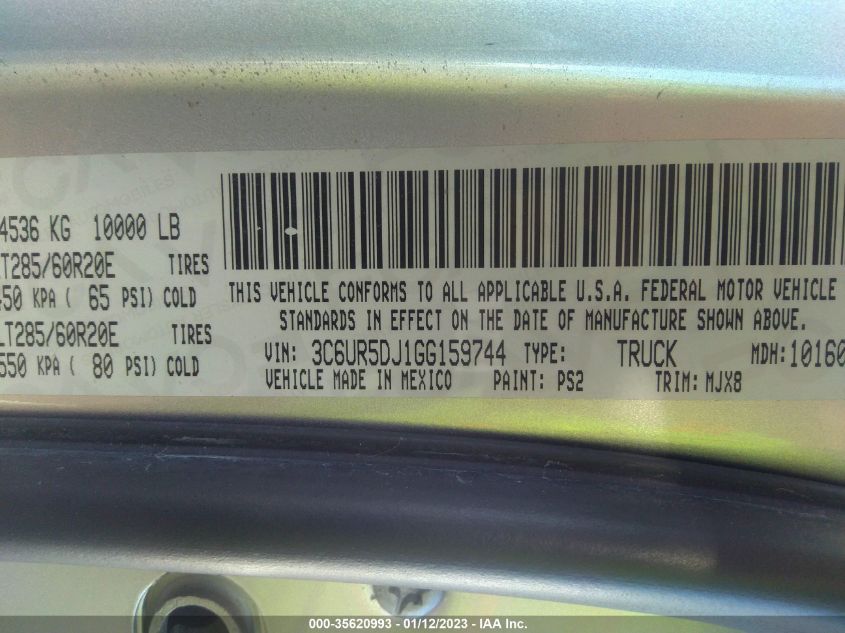 4536 KG 10000 LB
T285/60R20E TIRES
450 KPA ( 65 PSI) COLD
LT285/60R20E TIRES
550 KPA ( 80 PSI) COLD
THIS VEHICLE CONFORMS TO ALL APPLICABLE U.S.A. FEDERAL MOTOR VEHICLE
STANDARDS IN EFFECT ON THE DATE OF MANUFACTURE SHOWN ABOVE.
VIN: 3C6UR5DJ1GG159744 TYPE: TRUCK MDH: 10160
VEHICLE MADE IN MEXICO PAINT: PS2 TRIM: MJX8
000-35620993 - 01/12/2023 - IAA Inc.